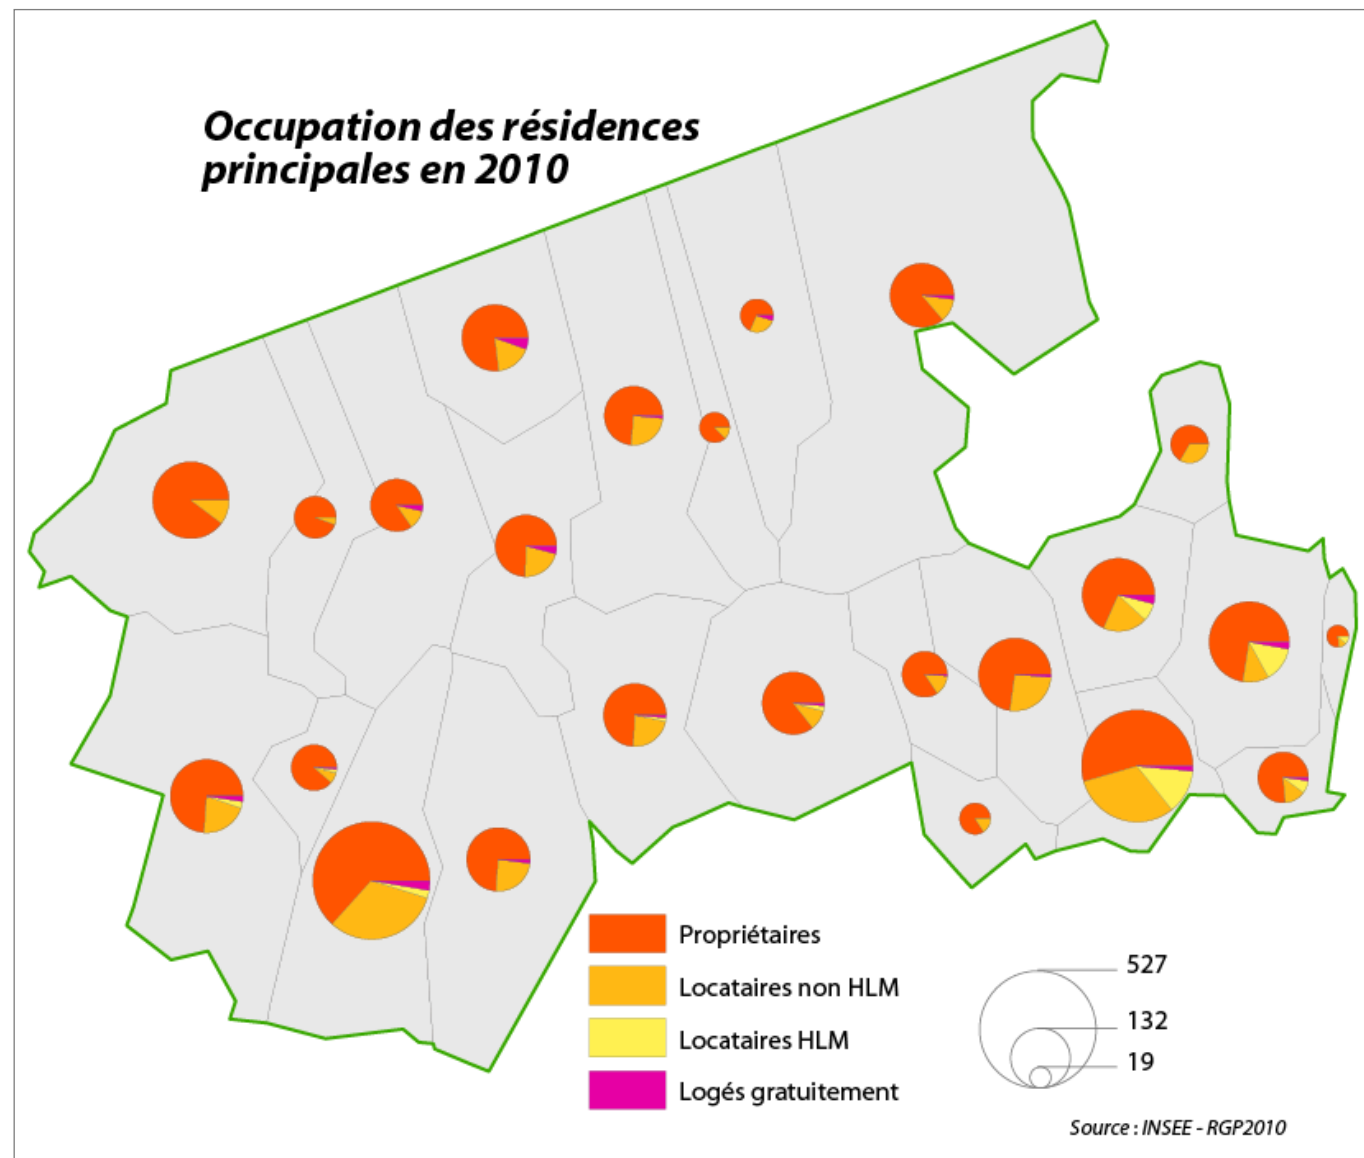 Occupation des résidences
principales en 2010
Propriétaires
Locataires non HLM
Locataires HLM
Logés gratuitement
527
132
19
Source : INSEE - RGP2010